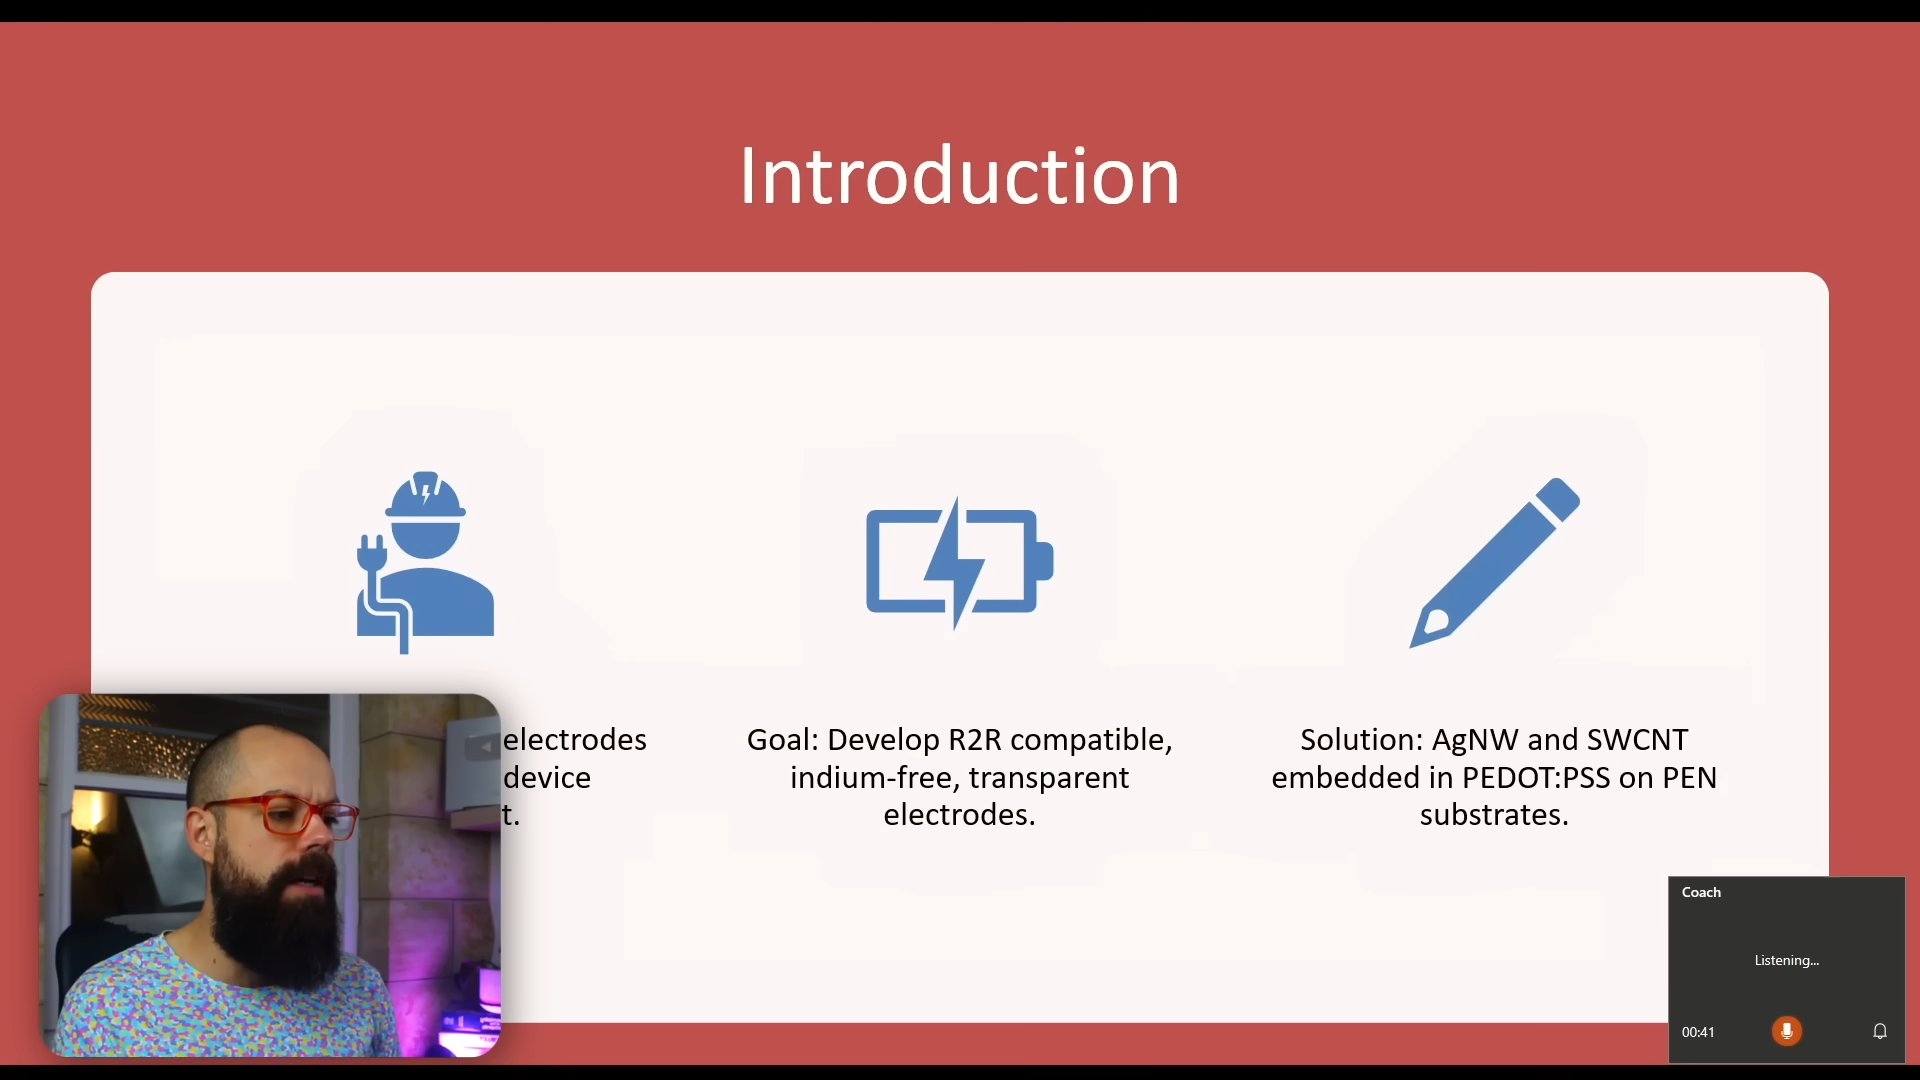 Introduction
electrodes
device
t.
Goal: Develop R2R compatible,
indium-free, transparent
electrodes.
Solution: AgNW and SWCNT
embedded in PEDOT:PSS on PEN
substrates.
Coach
Listening...
00:41